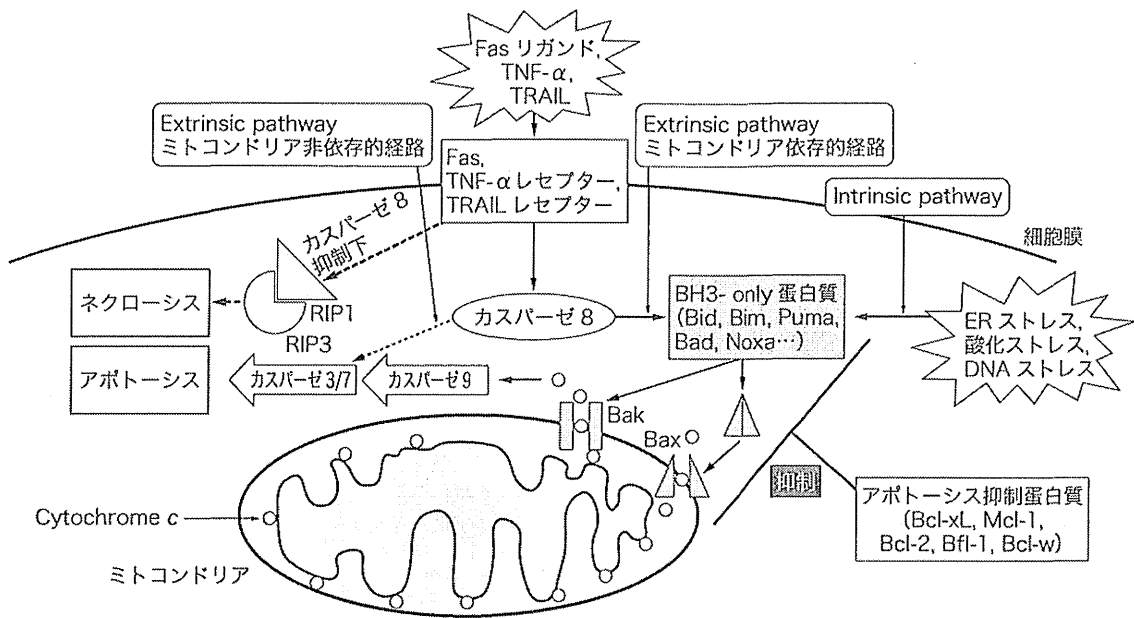 Fas リガンド,
TNF-α,
TRAIL
Extrinsic pathway
ミトコンドリア非依存的経路
Extrinsic pathway
ミトコンドリア依存的経路
Fas,
TNF-αレセプター,
TRAIL レセプター
Intrinsic pathway
細胞膜
カスパーゼ 8
抑制下
ネクローシス
RIP1
RIP3
カスパーゼ 8
BH3- only 蛋白質
(Bid, Bim, Puma,
Bad, Noxa…)
ER ストレス,
酸化ストレス,
DNA ストレス
アポトーシス
カスパーゼ 3/7
カスパーゼ 9
Bak
Bax
抑制
アポトーシス抑制蛋白質
(Bcl-xL, Mcl-1,
Bcl-2, Bfl-1, Bcl-w)
Cytochrome c
ミトコンドリア